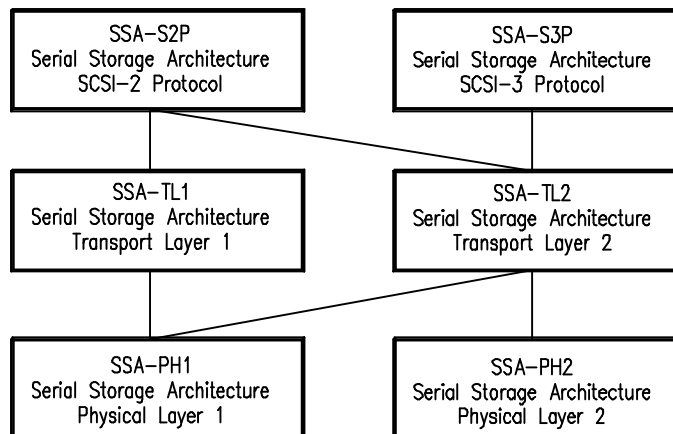 SSA-S2P
Serial Storage Architecture
SCSI-2 Protocol
SSA-S3P
Serial Storage Architecture
SCSI-3 Protocol
SSA-TL1
Serial Storage Architecture
Transport Layer 1
SSA-TL2
Serial Storage Architecture
Transport Layer 2
SSA-PH1
Serial Storage Architecture
Physical Layer 1
SSA-PH2
Serial Storage Architecture
Physical Layer 2